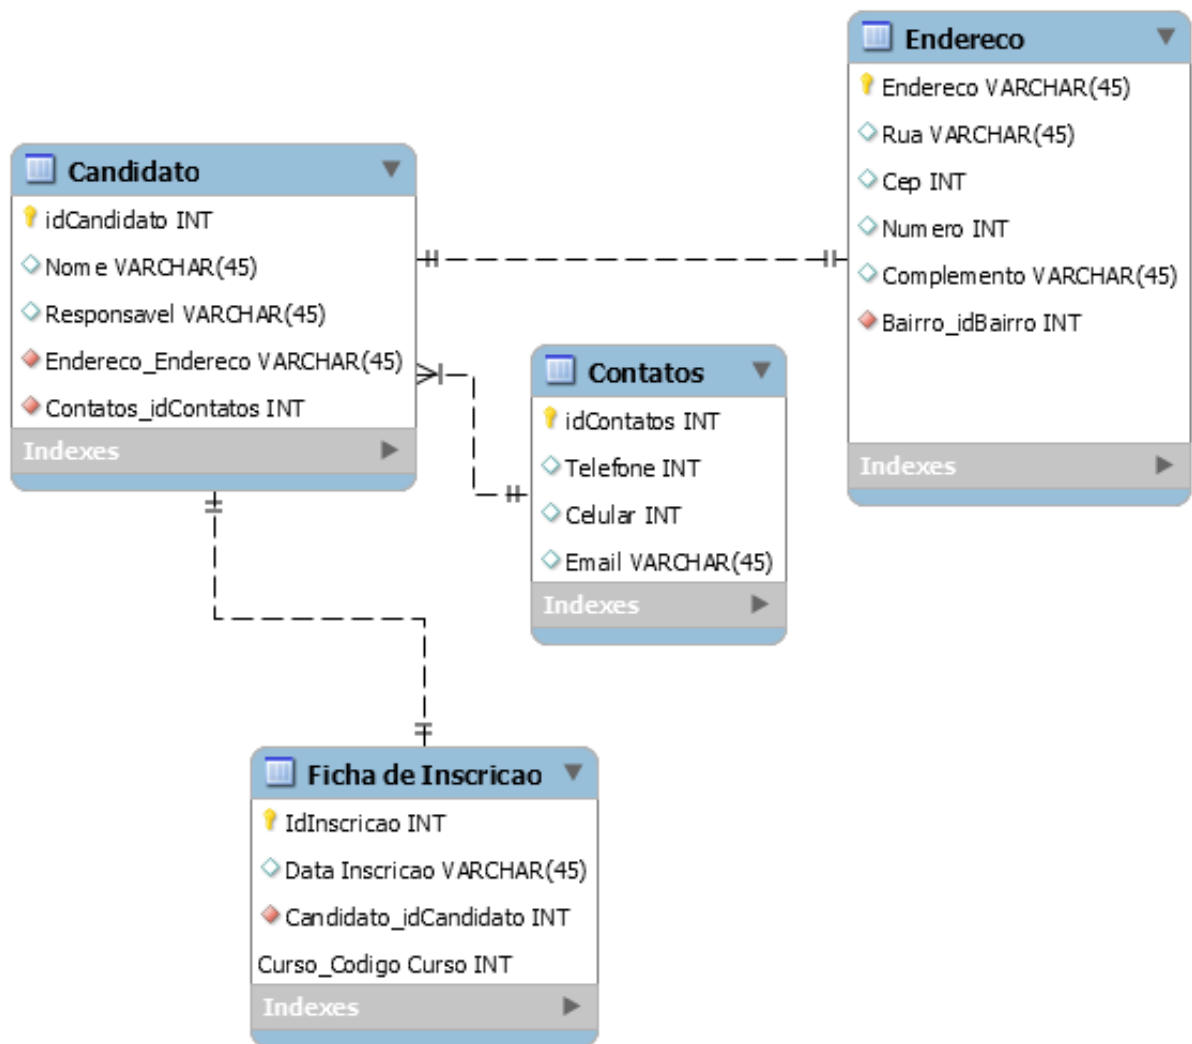 Candidato
idCandidato INT
Nome VARCHAR(45)
Responsavel VARCHAR(45)
Endereco_Endereco VARCHAR(45)
Contatos_idContatos INT
Indexes
Endereco
Endereco VARCHAR(45)
Rua VARCHAR(45)
Cep INT
Numero INT
Complemento VARCHAR(45)
Bairro_idBairro INT
Indexes
Contatos
idContatos INT
Telefone INT
Celular INT
Email VARCHAR(45)
Indexes
Ficha de Inscricao
IdInscricao INT
Data Inscricao VARCHAR(45)
Candidato_idCandidato INT
Curso_Codigo Curso INT
Indexes